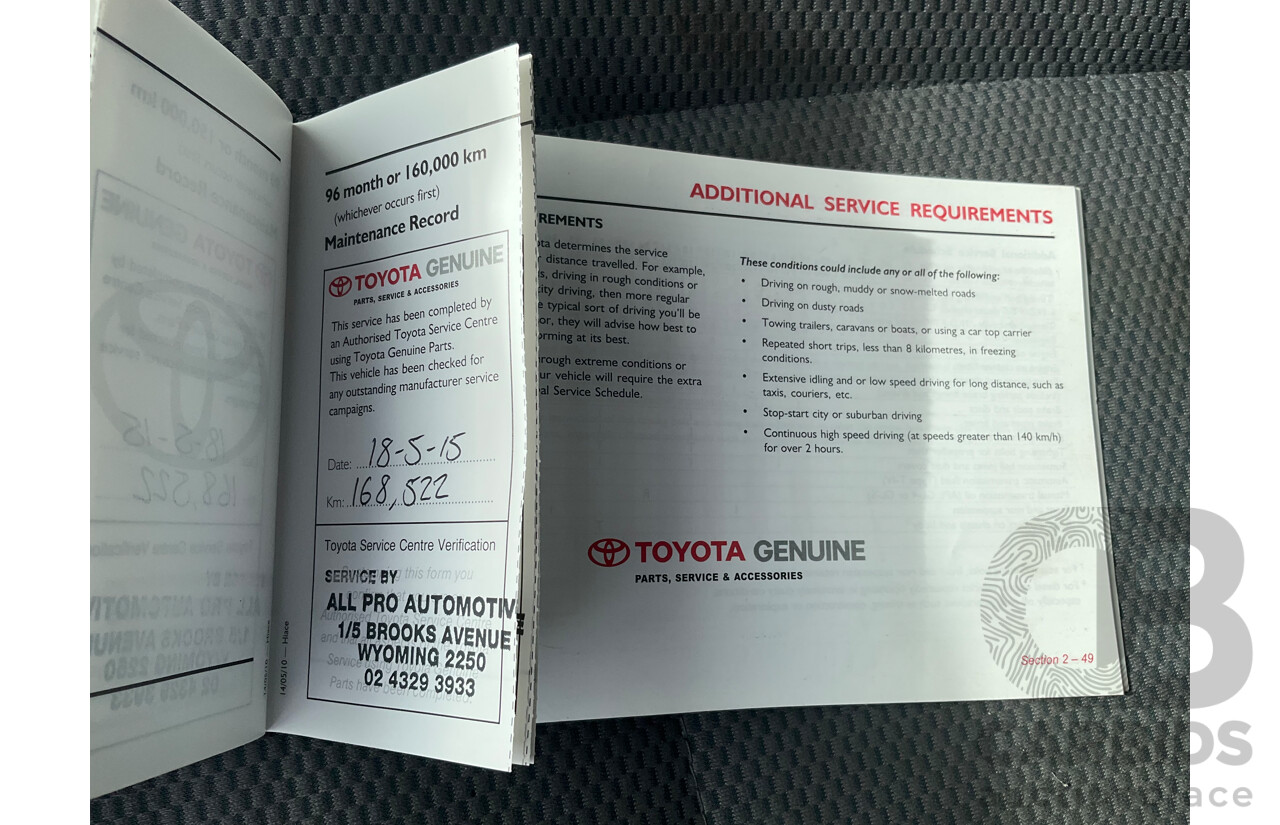 96 month or 160,000 km
(whichever occurs first)
Maintenance Record
TOYOTA GENUINE
PARTS, SERVICE & ACCESSORIES
This service has been completed by
an Authorised Toyota Service Centre
using Toyota Genuine Parts.
This vehicle has been checked for
any outstanding manufacturer service
campaigns.
Date: 18-5-15
Km: 168,522
Toyota Service Centre Verification
this form you
SERVICE BY
ALL PRO AUTOMOTIV
1/5 BROOKS AVENUE
WYOMING 2250
02 4329 3933
14/05/10 — Hiace
ADDITIONAL SERVICE REQUIREMENTS
REMENTS
ota determines the service
r distance travelled. For example,
s, driving in rough conditions or
city driving, then more regular
e typical sort of driving you'll be
or, they will advise how best to
orming at its best.
hrough extreme conditions or
ur vehicle will require the extra
al Service Schedule.
These conditions could include any or all of the following:
• Driving on rough, muddy or snow-melted roads
• Driving on dusty roads
• Towing trailers, caravans or boats, or using a car top carrier
• Repeated short trips, less than 8 kilometres, in freezing
conditions.
• Extensive idling and or low speed driving for long distance, such as
taxis, couriers, etc.
• Stop-start city or suburban driving
• Continuous high speed driving (at speeds greater than 140 km/h)
for over 2 hours.
TOYOTA GENUINE
PARTS, SERVICE & ACCESSORIES
Section 2 – 49